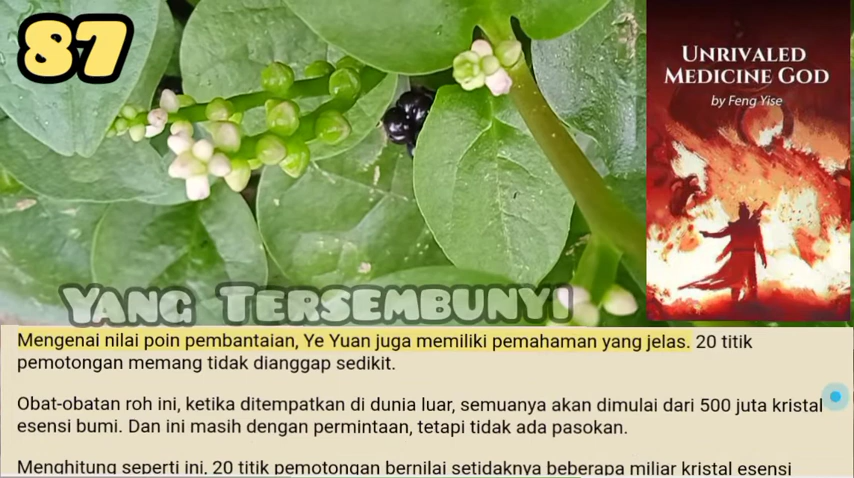 87
UNRIVALED
MEDICINE GOD
by Feng Yise
YANG TERSEMBUNYI
Mengenai nilai poin pembantaian, Ye Yuan juga memiliki pemahaman yang jelas. 20 titik
pemotongan memang tidak dianggap sedikit.
Obat-obatan roh ini, ketika ditempatkan di dunia luar, semuanya akan dimulai dari 500 juta kristal
esensi bumi. Dan ini masih dengan permintaan, tetapi tidak ada pasokan.
Menghitung seperti ini, 20 titik pemotongan bernilai setidaknya beberapa miliar kristal esensi